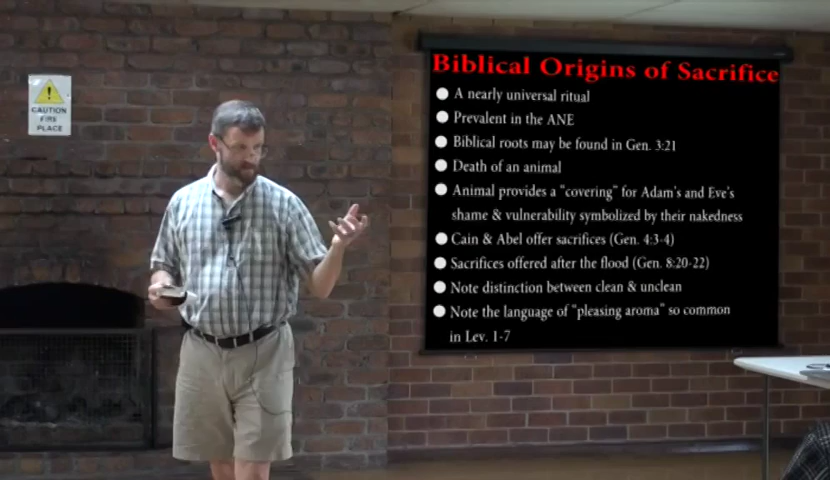 CAUTION
FIRE
PLACE
Biblical Origins of Sacrifice
A nearly universal ritual
Prevalent in the ANE
Biblical roots may be found in Gen. 3:21
Death of an animal
Animal provides a "covering" for Adam's and Eve's
shame & vulnerability symbolized by their nakedness
Cain & Abel offer sacrifices (Gen. 4:3-4)
Sacrifices offered after the flood (Gen. 8:20-22)
Note distinction between clean & unclean
Note the language of "pleasing aroma" so common
in Lev. 1-7